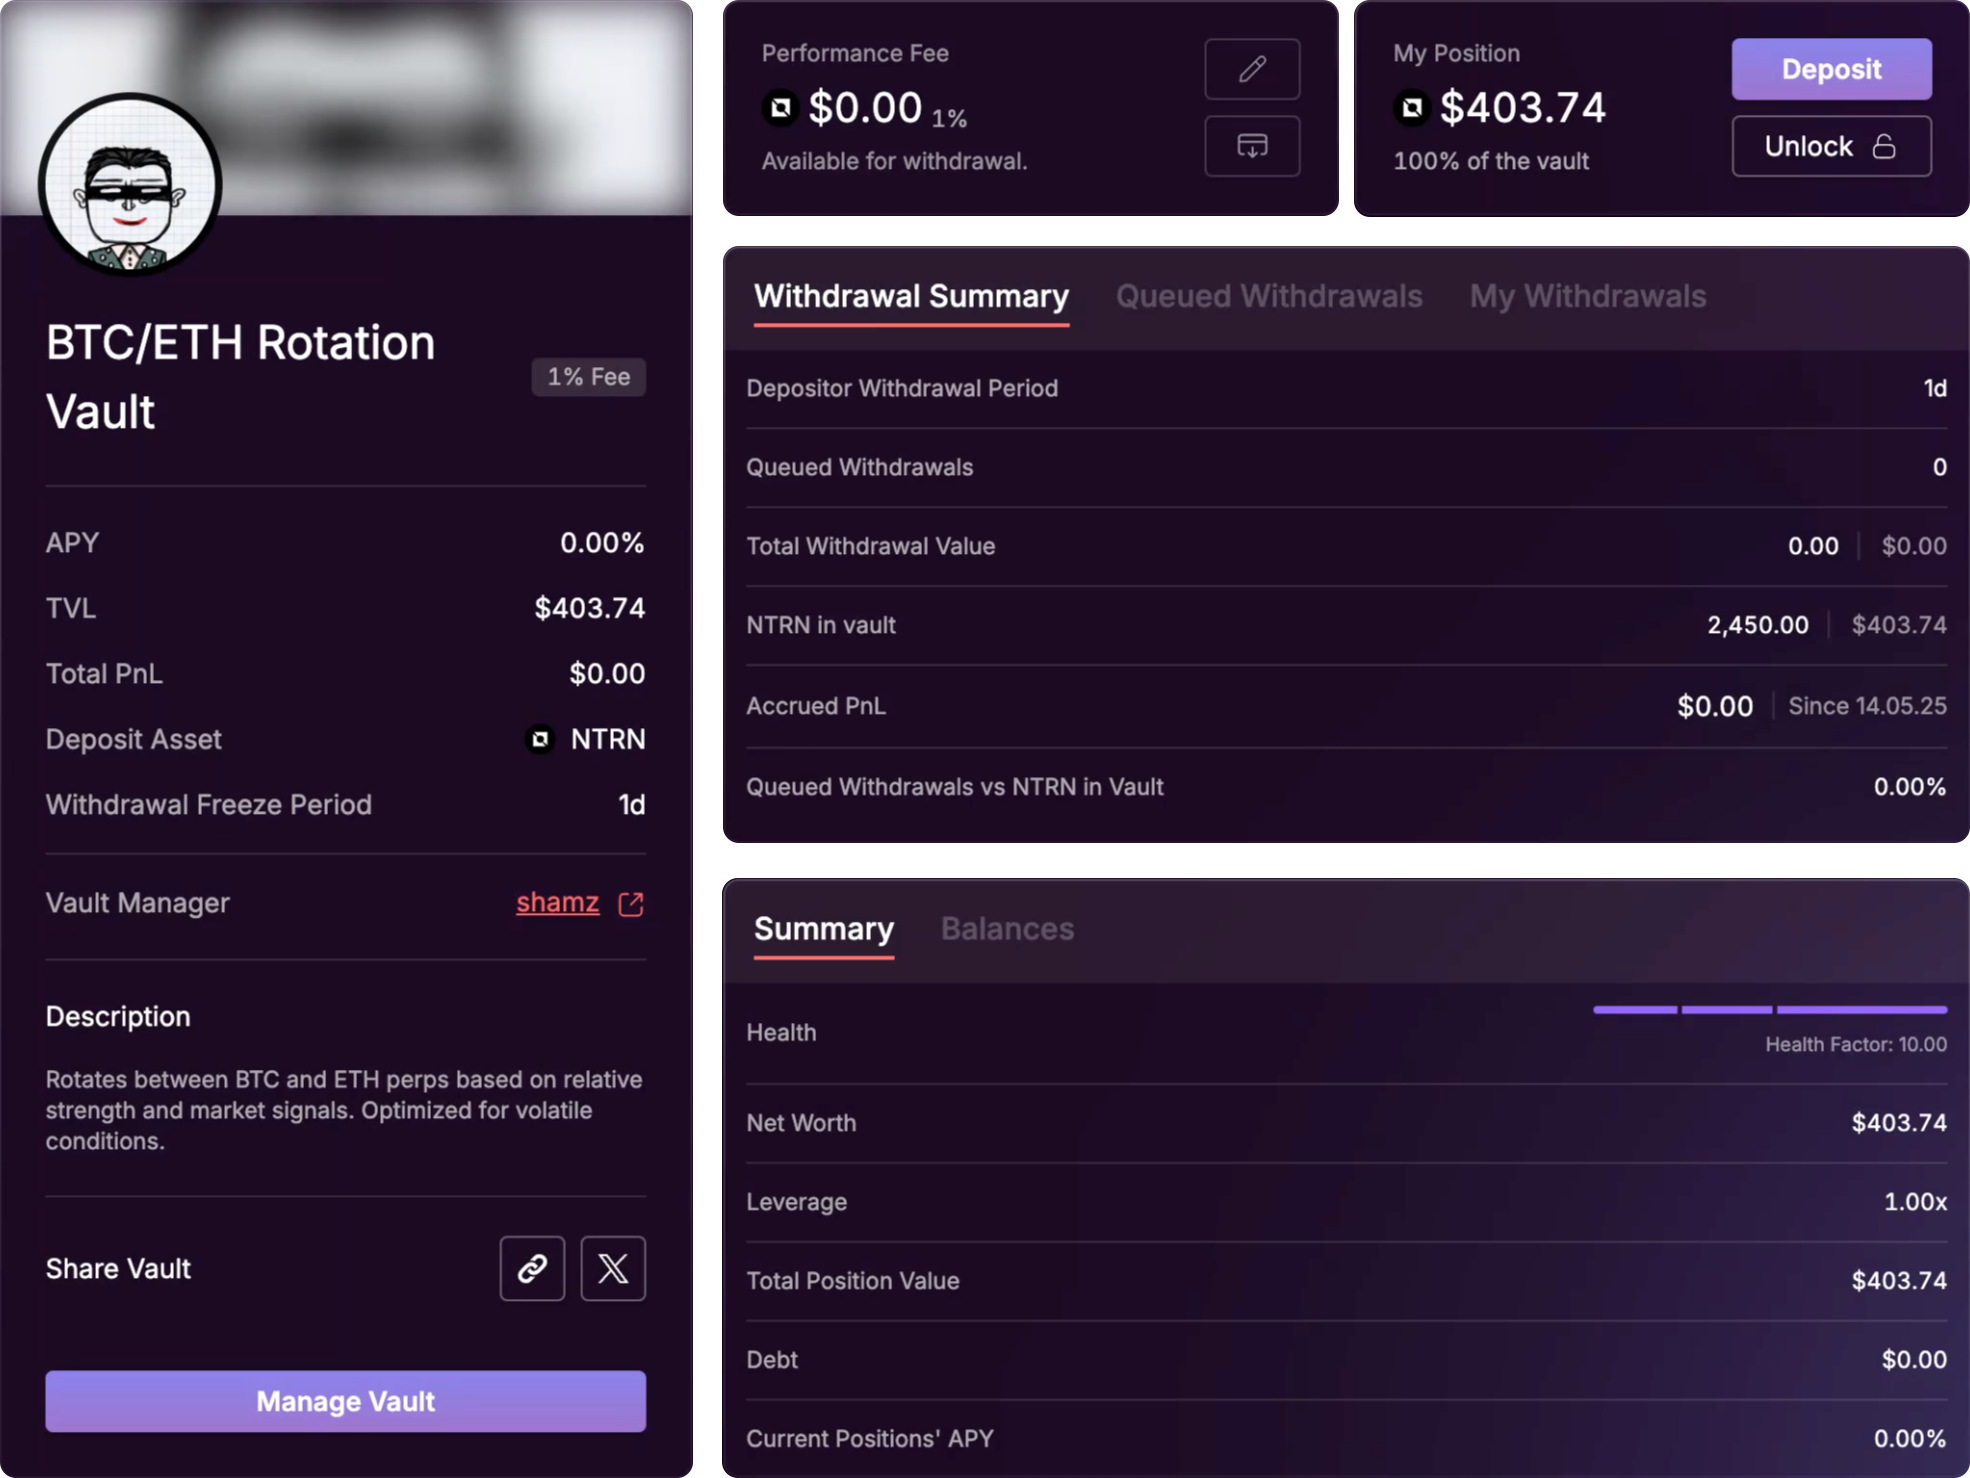 BTC/ETH Rotation
Vault
1% Fee
APY 0.00%
TVL $403.74
Total PnL $0.00
Deposit Asset NTRN
Withdrawal Freeze Period 1d
Vault Manager shamz
Description
Rotates between BTC and ETH perps based on relative
strength and market signals. Optimized for volatile
conditions.
Share Vault
Manage Vault
Performance Fee
$0.00 1%
Available for withdrawal.
My Position
$403.74
100% of the vault
Deposit
Unlock
Withdrawal Summary Queued Withdrawals My Withdrawals
Depositor Withdrawal Period 1d
Queued Withdrawals 0
Total Withdrawal Value 0.00 $0.00
NTRN in vault 2,450.00 $403.74
Accrued PnL $0.00 Since 14.05.25
Queued Withdrawals vs NTRN in Vault 0.00%
Summary Balances
Health
Health Factor: 10.00
Net Worth $403.74
Leverage 1.00x
Total Position Value $403.74
Debt $0.00
Current Positions' APY 0.00%